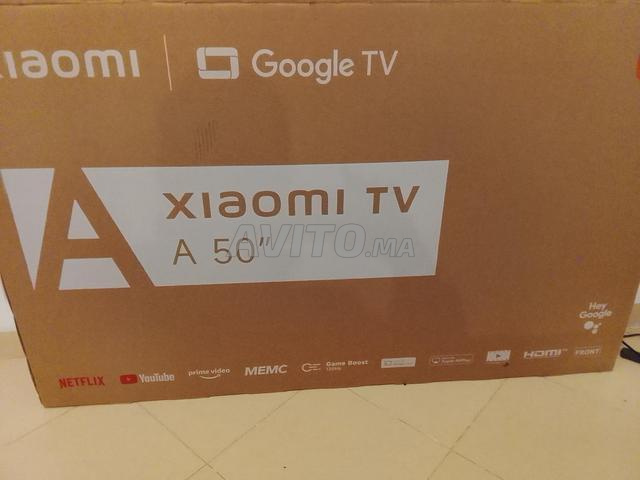 xiaomi Google TV
A xiaomi TV
A 50"
AVITO.MA
Hey
Google
NETFLIX YouTube prime video MEMC Game Boost HDMI FRONT
120Hz